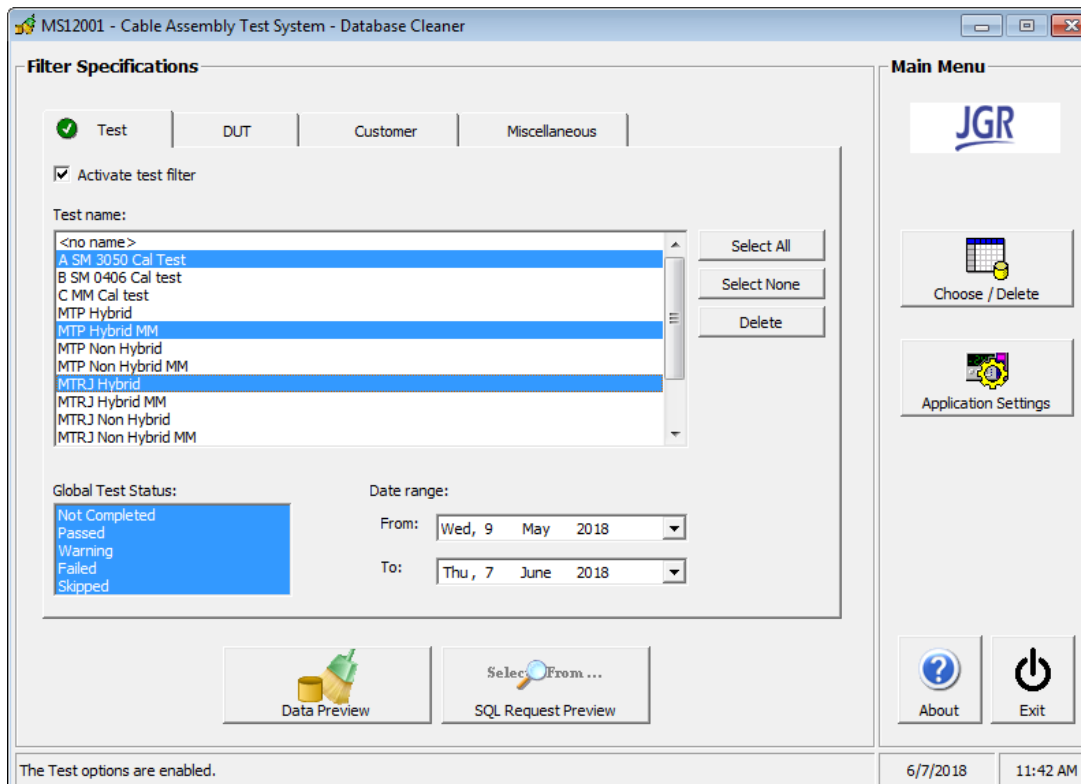 MS12001 - Cable Assembly Test System - Database Cleaner
Filter Specifications
Main Menu
Test
DUT
Customer
Miscellaneous
JGR
Activate test filter
Test name:
<no name>
A SM 3050 Cal Test
B SM 0406 Cal test
C MM Cal test
MTP Hybrid
MTP Hybrid MM
MTP Non Hybrid
MTP Non Hybrid MM
MTRJ Hybrid
MTRJ Hybrid MM
MTRJ Non Hybrid
MTRJ Non Hybrid MM
Select All
Select None
Delete
Choose / Delete
Application Settings
Global Test Status:
Not Completed
Passed
Warning
Failed
Skipped
Date range:
From:
Wed, 9 May 2018
To:
Thu, 7 June 2018
Data Preview
Selec From ...
SQL Request Preview
About
Exit
The Test options are enabled.
6/7/2018
11:42 AM